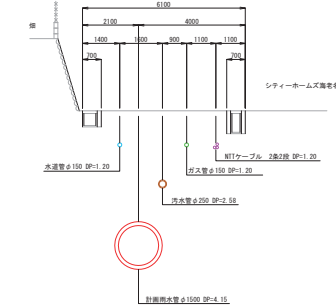 6100
2100 4000
畑
1400 1600 900 1100 1100
700 700
シティーホームズ海老名
NTTケーブル 2条2段 DP=1.20
水道管φ150 DP=1.20
ガス管φ150 DP=1.20
汚水管φ250 DP=2.58
計画雨水管φ1500 DP=4.15